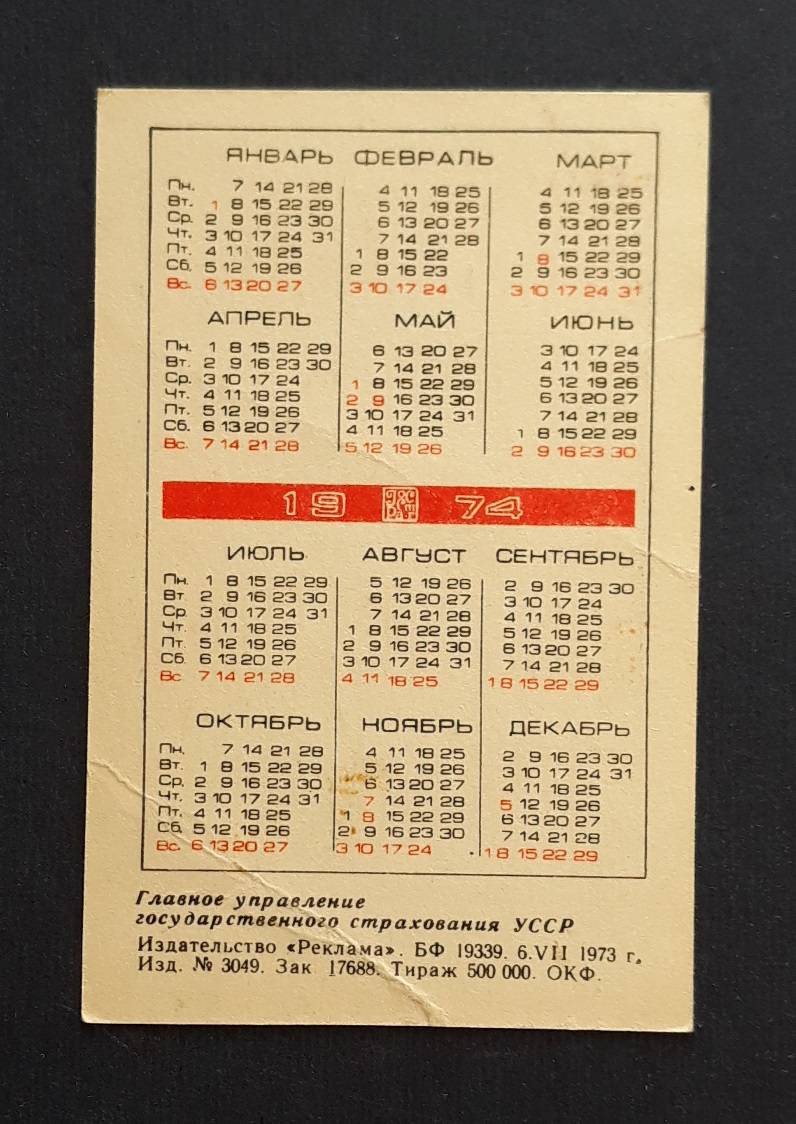 ЯНВАРЬ ФЕВРАЛЬ МАРТ
Пн. 7 14 21 28 4 11 18 25 4 11 18 25
Вт. 1 8 15 22 29 5 12 19 26 5 12 19 26
Ср. 2 9 16 23 30 6 13 20 27 6 13 20 27
Чт. 3 10 17 24 31 7 14 21 28 7 14 21 28
Пт. 4 11 18 25 1 8 15 22 1 8 15 22 29
Сб. 5 12 19 26 2 9 16 23 2 9 16 23 30
Вс. 6 13 20 27 3 10 17 24 3 10 17 24 31
АПРЕЛЬ МАЙ ИЮНЬ
Пн. 1 8 15 22 29 6 13 20 27 3 10 17 24
Вт. 2 9 16 23 30 7 14 21 28 4 11 18 25
Ср. 3 10 17 24 1 8 15 22 29 5 12 19 26
Чт. 4 11 18 25 2 9 16 23 30 6 13 20 27
Пт. 5 12 19 26 3 10 17 24 31 7 14 21 28
Сб. 6 13 20 27 4 11 18 25 1 8 15 22 29
Вс. 7 14 21 28 5 12 19 26 2 9 16 23 30
19 74
ИЮЛЬ АВГУСТ СЕНТЯБРЬ
Пн. 1 8 15 22 29 5 12 19 26 2 9 16 23 30
Вт. 2 9 16 23 30 6 13 20 27 3 10 17 24
Ср. 3 10 17 24 31 7 14 21 28 4 11 18 25
Чт. 4 11 18 25 1 8 15 22 29 5 12 19 26
Пт. 5 12 19 26 2 9 16 23 30 6 13 20 27
Сб. 6 13 20 27 3 10 17 24 31 7 14 21 28
Вс. 7 14 21 28 4 11 18 25 1 8 15 22 29
ОКТЯБРЬ НОЯБРЬ ДЕКАБРЬ
Пн. 7 14 21 28 4 11 18 25 2 9 16 23 30
Вт. 1 8 15 22 29 5 12 19 26 3 10 17 24 31
Ср. 2 9 16 23 30 6 13 20 27 4 11 18 25
Чт. 3 10 17 24 31 7 14 21 28 5 12 19 26
Пт. 4 11 18 25 1 8 15 22 29 6 13 20 27
Сб. 5 12 19 26 2 9 16 23 30 7 14 21 28
Вс. 6 13 20 27 3 10 17 24 1 8 15 22 29
Главное управление
государственного страхования УССР
Издательство «Реклама». БФ 19339. 6.VII 1973 г.
Изд. № 3049. Зак 17688. Тираж 500 000. ОКФ.